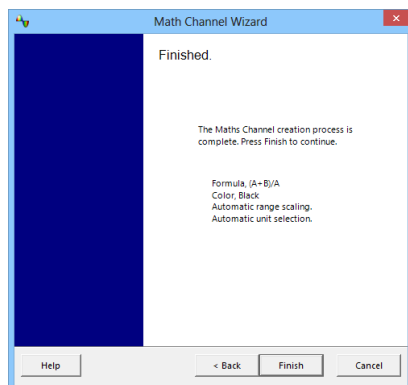 Math Channel Wizard
Finished.
The Maths Channel creation process is
complete. Press Finish to continue.
Formula, (A+B)/A
Color, Black
Automatic range scaling.
Automatic unit selection.
Help
< Back
Finish
Cancel